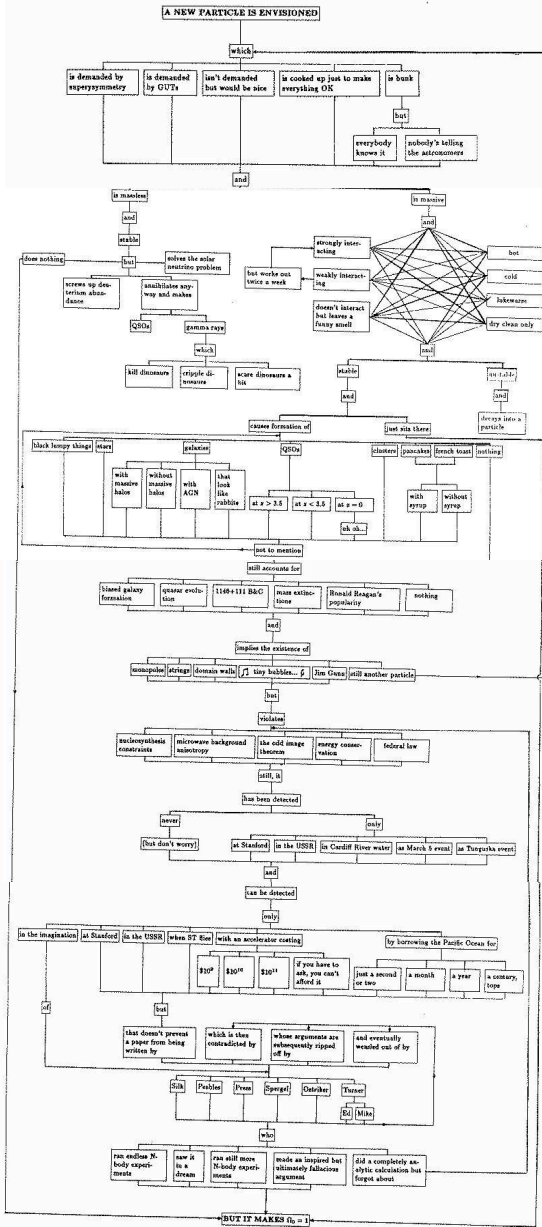 A NEW PARTICLE IS ENVISIONED
which
is demanded by
supersymmetry
is demanded
by GUTs
isn't demanded
but would be nice
is cooked up just to make
everything OK
is bunk
but
everybody
knows it
nobody's telling
the astronomers
and
is massless
and
stable
but
does nothing
solves the solar
neutrino problem
screws up deu-
terium abun-
dance
annihilates any-
way and makes
QSOs
gamma rays
which
kill dinosaurs
cripple di-
nosaurs
scare dinosaurs a
bit
is massive
and
strongly inter-
acting
but works out
twice a week
weakly interact-
ing
doesn't interact
but leaves a
funny smell
hot
cold
lukewarm
dry clean only
and
stable
unstable
and
and
decays into a
particle
causes formation of
just sits there
black lumpy things
stars
galaxies
QSOs
clusters
pancakes
french toast
nothing
with
massive
halos
without
massive
halos
with
AGN
that
look
like
rabbits
at z > 3.5
at z < 3.5
at z = 0
uh oh...
with
syrup
without
syrup
not to mention
still accounts for
biased galaxy
formation
quasar evolu-
tion
1146+111 B&C
mass extinc-
tions
Ronald Reagan's
popularity
nothing
and
implies the existence of
monopoles
strings
domain walls
♫ tiny bubbles... ♪
Jim Gunn
still another particle
but
violates
nucleosynthesis
constraints
microwave background
anisotropy
the odd image
theorem
energy conser-
vation
federal law
still, it
has been detected
never
only
(but don't worry)
at Stanford
in the USSR
in Cardiff River water
as March 5 event
as Tunguska event
and
can be detected
only
in the imagination
at Stanford
in the USSR
when ST flies
with an accelerator costing
by borrowing the Pacific Ocean for
$10⁹
$10¹⁰
$10¹¹
if you have to
ask, you can't
afford it
just a second
or two
a month
a year
a century,
tops
of
but
that doesn't prevent
a paper from being
written by
which is then
contradicted by
whose arguments are
subsequently ripped
off by
and eventually
weaseled out of by
Silk
Peebles
Press
Spergel
Ostriker
Turner
Ed
Mike
who
ran endless N-
body experi-
ments
saw it in
a dream
ran still more
N-body experi-
ments
made an inspired but
ultimately fallacious
argument
did a completely an-
alytic calculation but
forgot about
BUT IT MAKES Ω₀ = 1